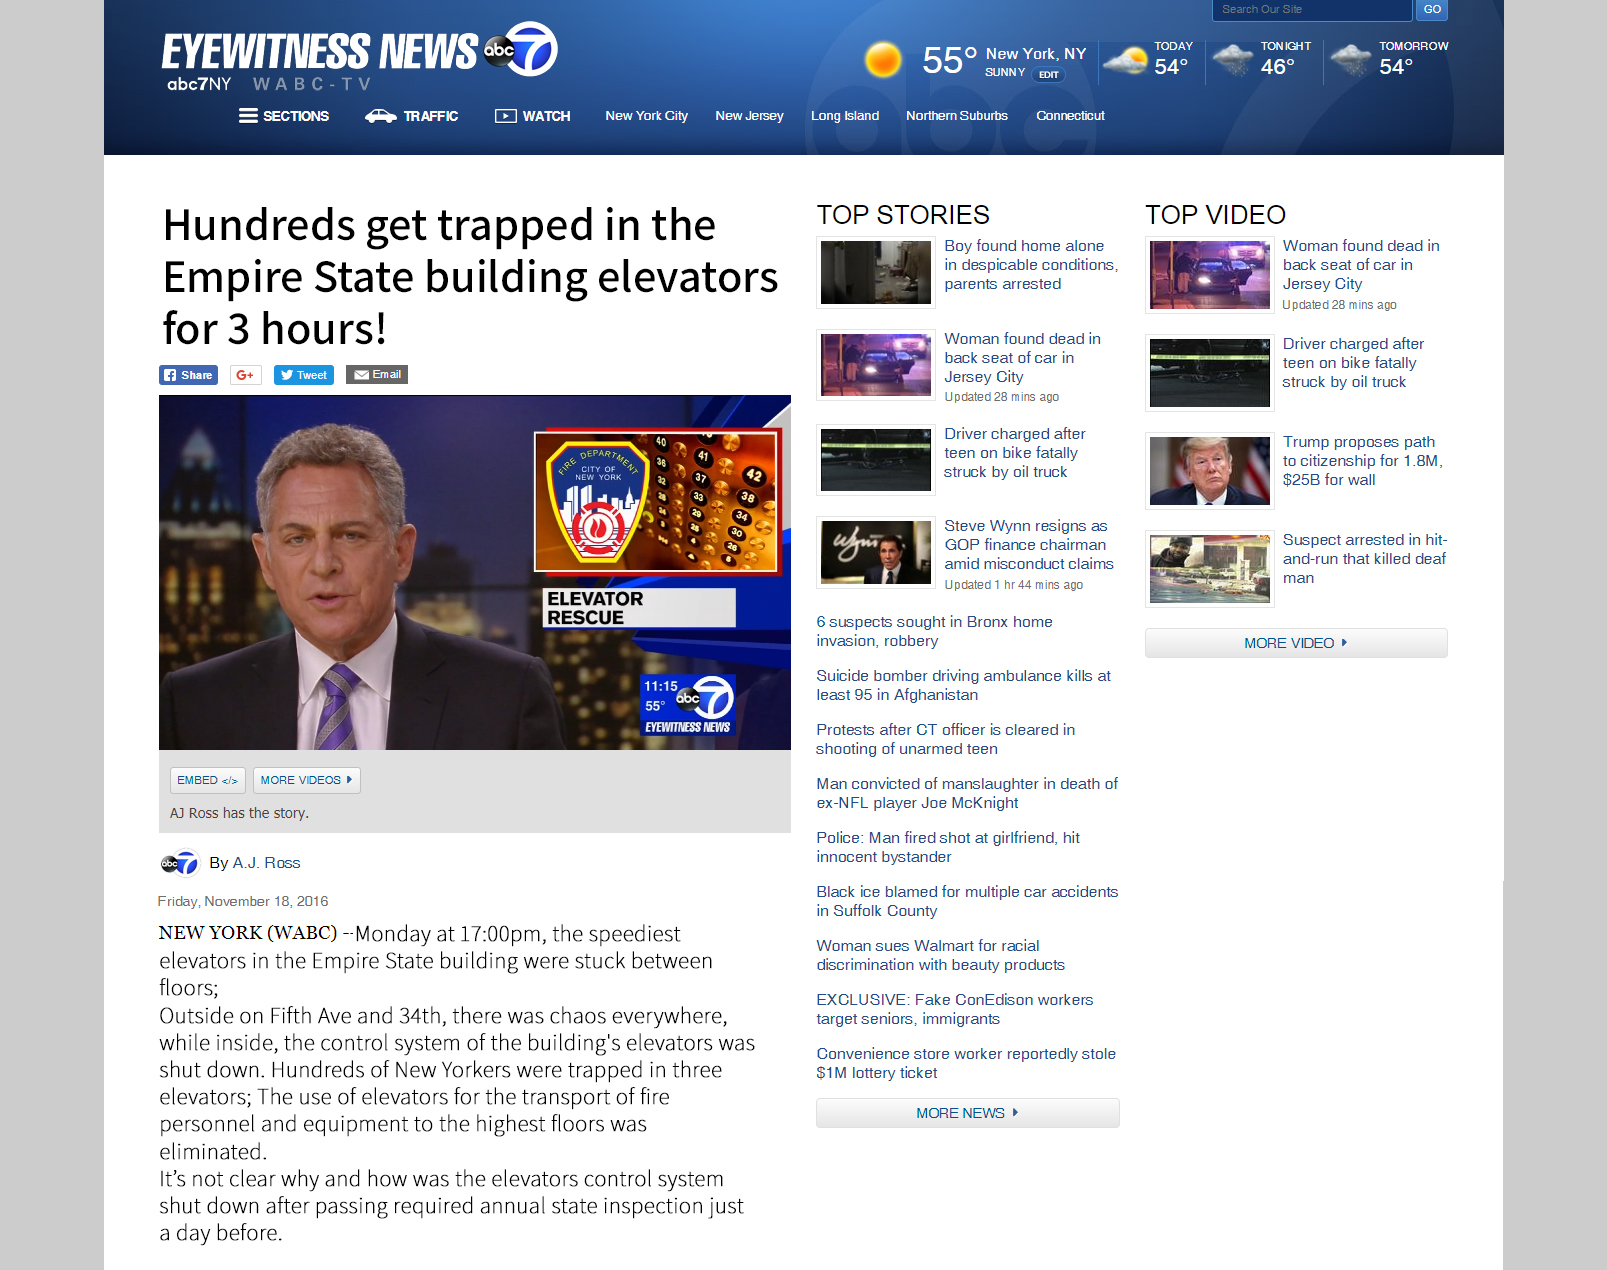 Search Our Site
GO
EYEWITNESS NEWS abc 7
abc7NY WABC-TV
55° New York, NY
SUNNY EDIT
TODAY
54°
TONIGHT
46°
TOMORROW
54°
SECTIONS TRAFFIC WATCH New York City New Jersey Long Island Northern Suburbs Connecticut
Hundreds get trapped in the
Empire State building elevators
for 3 hours!
Share
G+
Tweet
Email
FIRE DEPARTMENT
CITY OF
NEW YORK
40
41
42
36
37
38
32
33
34
28
30
26
ELEVATOR
RESCUE
11:15
55°
abc 7
EYEWITNESS NEWS
EMBED </> MORE VIDEOS
AJ Ross has the story.
abc 7 By A.J. Ross
Friday, November 18, 2016
NEW YORK (WABC) --Monday at 17:00pm, the speediest
elevators in the Empire State building were stuck between
floors;
Outside on Fifth Ave and 34th, there was chaos everywhere,
while inside, the control system of the building's elevators was
shut down. Hundreds of New Yorkers were trapped in three
elevators; The use of elevators for the transport of fire
personnel and equipment to the highest floors was
eliminated.
It’s not clear why and how was the elevators control system
shut down after passing required annual state inspection just
a day before.
TOP STORIES
Boy found home alone
in despicable conditions,
parents arrested
Woman found dead in
back seat of car in
Jersey City
Updated 28 mins ago
Driver charged after
teen on bike fatally
struck by oil truck
Wynn
Steve Wynn resigns as
GOP finance chairman
amid misconduct claims
Updated 1 hr 44 mins ago
6 suspects sought in Bronx home
invasion, robbery
Suicide bomber driving ambulance kills at
least 95 in Afghanistan
Protests after CT officer is cleared in
shooting of unarmed teen
Man convicted of manslaughter in death of
ex-NFL player Joe McKnight
Police: Man fired shot at girlfriend, hit
innocent bystander
Black ice blamed for multiple car accidents
in Suffolk County
Woman sues Walmart for racial
discrimination with beauty products
EXCLUSIVE: Fake ConEdison workers
target seniors, immigrants
Convenience store worker reportedly stole
$1M lottery ticket
MORE NEWS
TOP VIDEO
Woman found dead in
back seat of car in
Jersey City
Updated 28 mins ago
Driver charged after
teen on bike fatally
struck by oil truck
Trump proposes path
to citizenship for 1.8M,
$25B for wall
Suspect arrested in hit-
and-run that killed deaf
man
MORE VIDEO